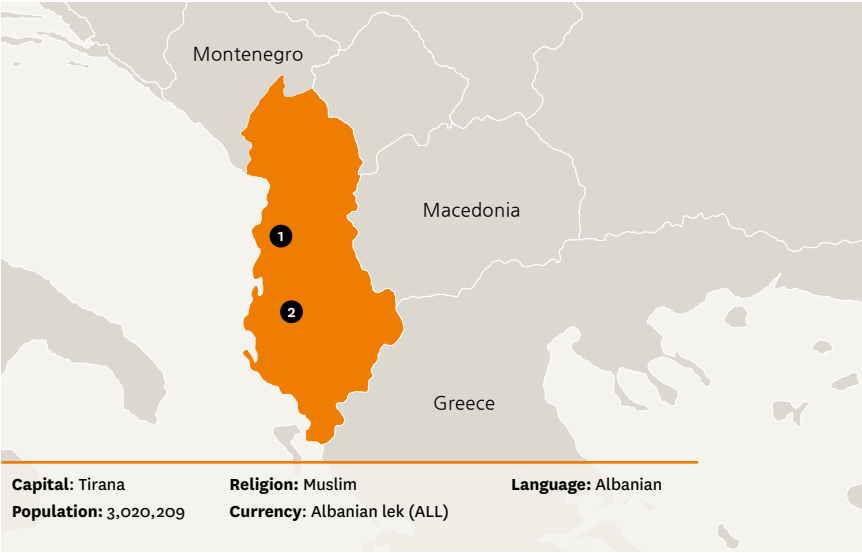 Montenegro
1
Macedonia
2
Greece
Capital: Tirana
Religion: Muslim
Language: Albanian
Population: 3,020,209
Currency: Albanian lek (ALL)